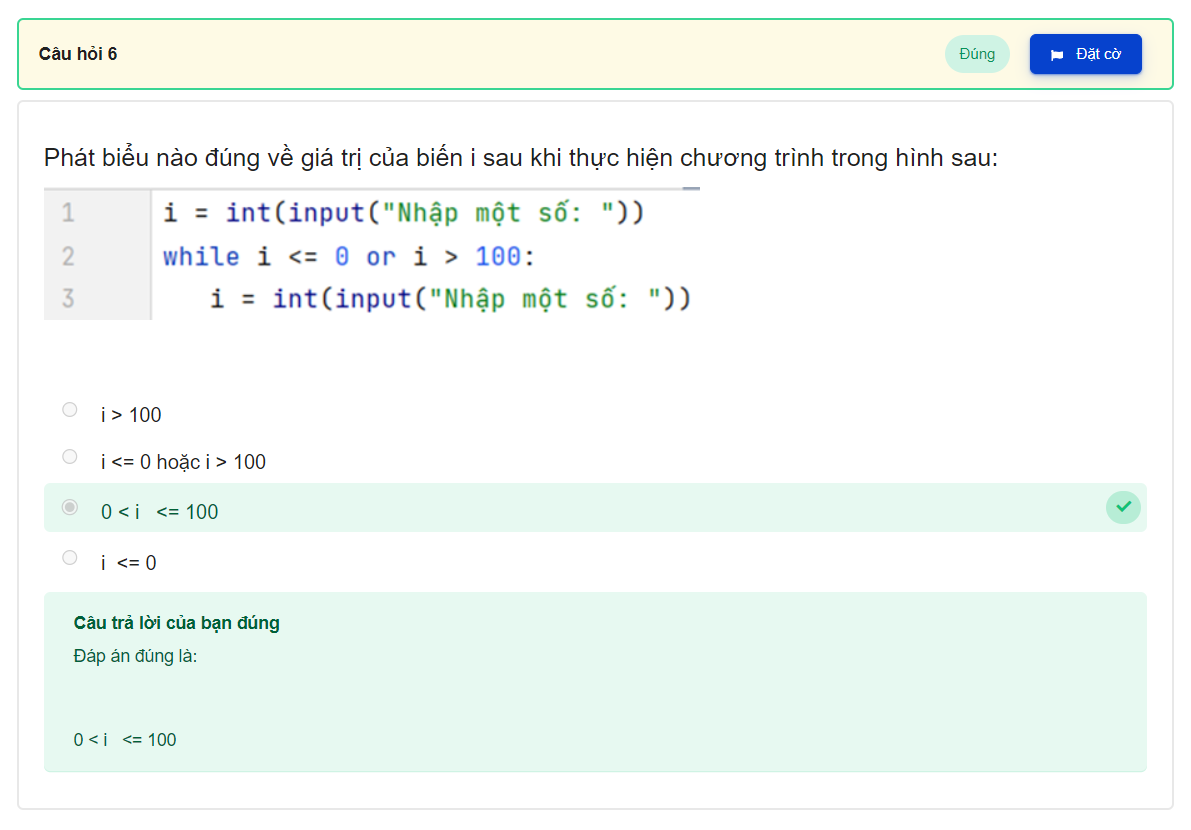 Câu hỏi 6
Đúng
Đặt cờ
Phát biểu nào đúng về giá trị của biến i sau khi thực hiện chương trình trong hình sau:
1 i = int(input("Nhập một số: "))
2 while i <= 0 or i > 100:
3 i = int(input("Nhập một số: "))
i > 100
i <= 0 hoặc i > 100
0 < i <= 100
i <= 0
Câu trả lời của bạn đúng
Đáp án đúng là:
0 < i <= 100